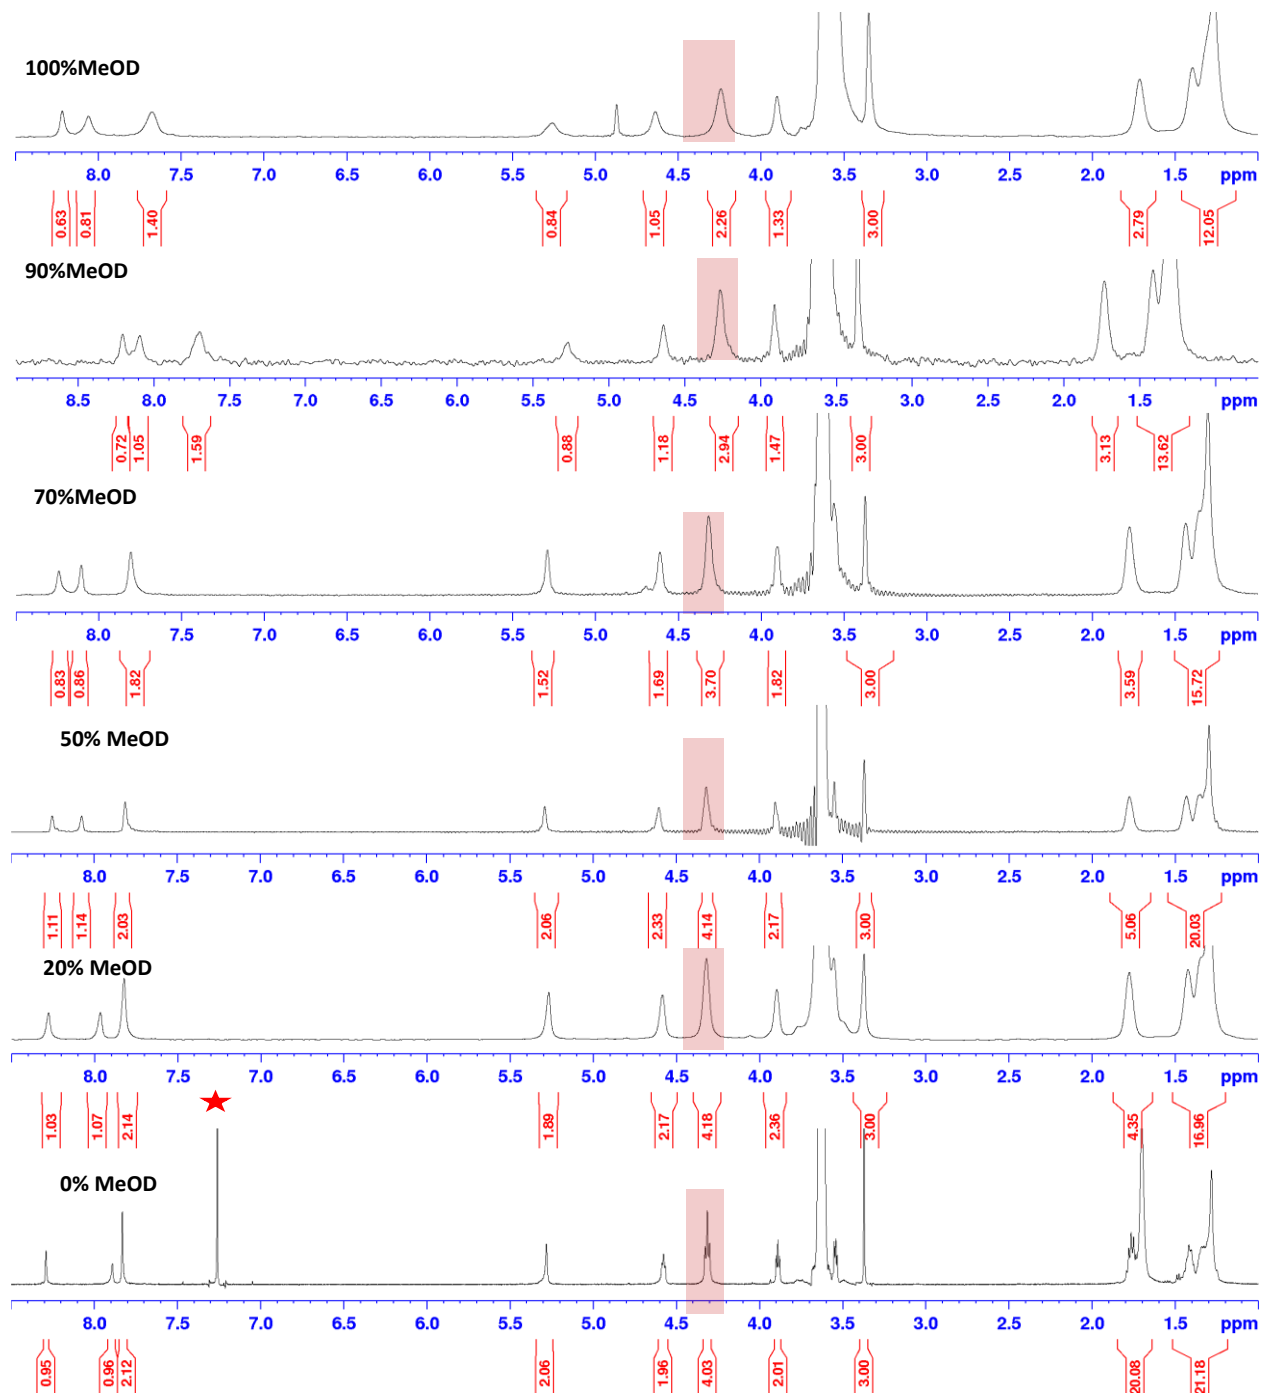 100%MeOD
8.0 7.5 7.0 6.5 6.0 5.5 5.0 4.5 4.0 3.5 3.0 2.5 2.0 1.5 ppm
0.63 0.81 1.40 0.84 1.05 2.26 1.33 3.00 2.79 12.05
90%MeOD
8.5 8.0 7.5 7.0 6.5 6.0 5.5 5.0 4.5 4.0 3.5 3.0 2.5 2.0 1.5 ppm
0.72 1.05 1.59 0.88 1.18 2.94 1.47 3.00 3.13 13.62
70%MeOD
8.0 7.5 7.0 6.5 6.0 5.5 5.0 4.5 4.0 3.5 3.0 2.5 2.0 1.5 ppm
0.83 0.86 1.82 1.52 1.69 3.70 1.82 3.00 3.59 15.72
50% MeOD
8.0 7.5 7.0 6.5 6.0 5.5 5.0 4.5 4.0 3.5 3.0 2.5 2.0 1.5 ppm
1.11 1.14 2.03 2.06 2.33 4.14 2.17 3.00 5.06 20.03
20% MeOD
8.0 7.5 7.0 6.5 6.0 5.5 5.0 4.5 4.0 3.5 3.0 2.5 2.0 1.5 ppm
1.03 1.07 2.14 1.89 2.17 4.18 2.36 3.00 4.35 16.96
0% MeOD
8.0 7.5 7.0 6.5 6.0 5.5 5.0 4.5 4.0 3.5 3.0 2.5 2.0 1.5 ppm
0.95 0.96 2.12 2.06 1.96 4.03 2.01 3.00 20.08 21.18